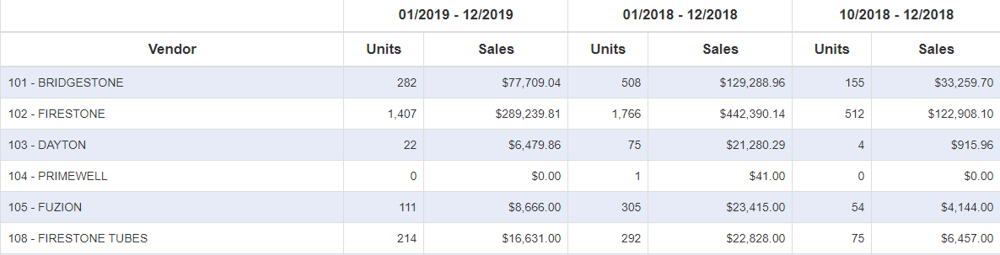 01/2019 - 12/2019 01/2018 - 12/2018 10/2018 - 12/2018
Vendor Units Sales Units Sales Units Sales
101 - BRIDGESTONE 282 $77,709.04 508 $129,288.96 155 $33,259.70
102 - FIRESTONE 1,407 $289,239.81 1,766 $442,390.14 512 $122,908.10
103 - DAYTON 22 $6,479.86 75 $21,280.29 4 $915.96
104 - PRIMEWELL 0 $0.00 1 $41.00 0 $0.00
105 - FUZION 111 $8,666.00 305 $23,415.00 54 $4,144.00
108 - FIRESTONE TUBES 214 $16,631.00 292 $22,828.00 75 $6,457.00